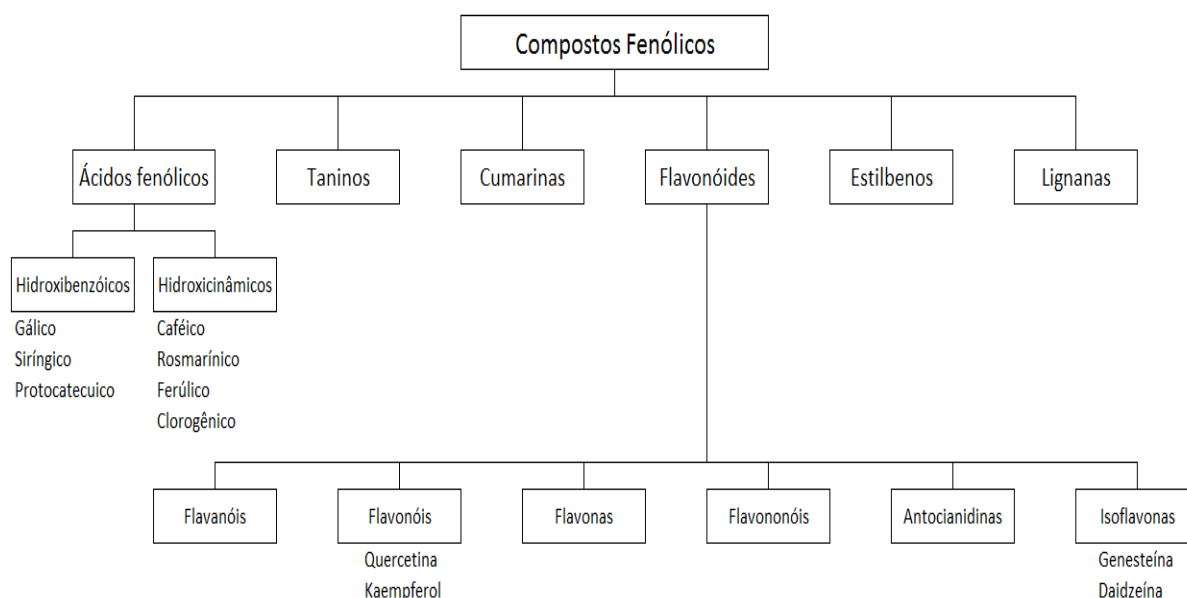 Compostos Fenólicos
Ácidos fenólicos
Taninos
Cumarinas
Flavonóides
Estilbenos
Lignanas
Hidroxibenzóicos
Hidroxicinâmicos
Gálico
Siríngico
Protocatecuico
Caféico
Rosmarínico
Ferúlico
Clorogênico
Flavanóis
Flavonóis
Flavonas
Flavononóis
Antocianidinas
Isoflavonas
Quercetina
Kaempferol
Genesteína
Daidzeína